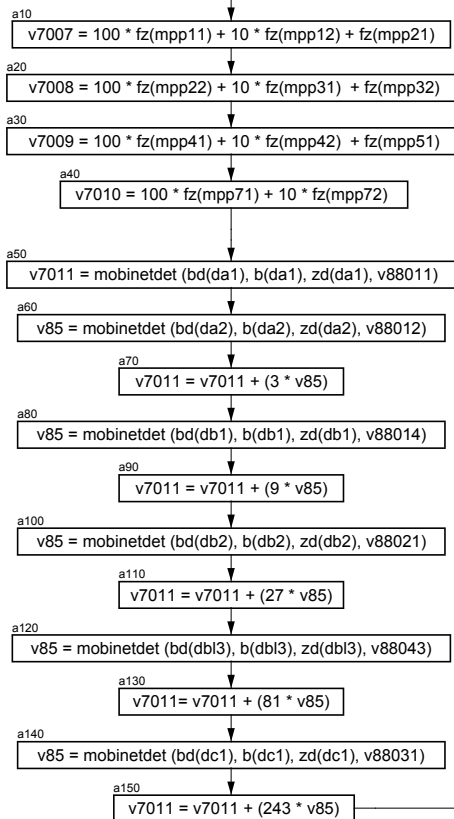 a10
v7007 = 100 * fz(mpp11) + 10 * fz(mpp12) + fz(mpp21)
a20
v7008 = 100 * fz(mpp22) + 10 * fz(mpp31) + fz(mpp32)
a30
v7009 = 100 * fz(mpp41) + 10 * fz(mpp42) + fz(mpp51)
a40
v7010 = 100 * fz(mpp71) + 10 * fz(mpp72)
a50
v7011 = mobinetdet (bd(da1), b(da1), zd(da1), v88011)
a60
v85 = mobinetdet (bd(da2), b(da2), zd(da2), v88012)
a70
v7011 = v7011 + (3 * v85)
a80
v85 = mobinetdet (bd(db1), b(db1), zd(db1), v88014)
a90
v7011 = v7011 + (9 * v85)
a100
v85 = mobinetdet (bd(db2), b(db2), zd(db2), v88021)
a110
v7011 = v7011 + (27 * v85)
a120
v85 = mobinetdet (bd(dbl3), b(dbl3), zd(dbl3), v88043)
a130
v7011= v7011 + (81 * v85)
a140
v85 = mobinetdet (bd(dc1), b(dc1), zd(dc1), v88031)
a150
v7011 = v7011 + (243 * v85)